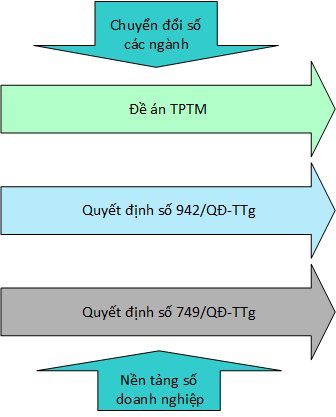 Chuyển đổi số
các ngành
Đề án TPTM
Quyết định số 942/QĐ-TTg
Quyết định số 749/QĐ-TTg
Nền tảng số
doanh nghiệp